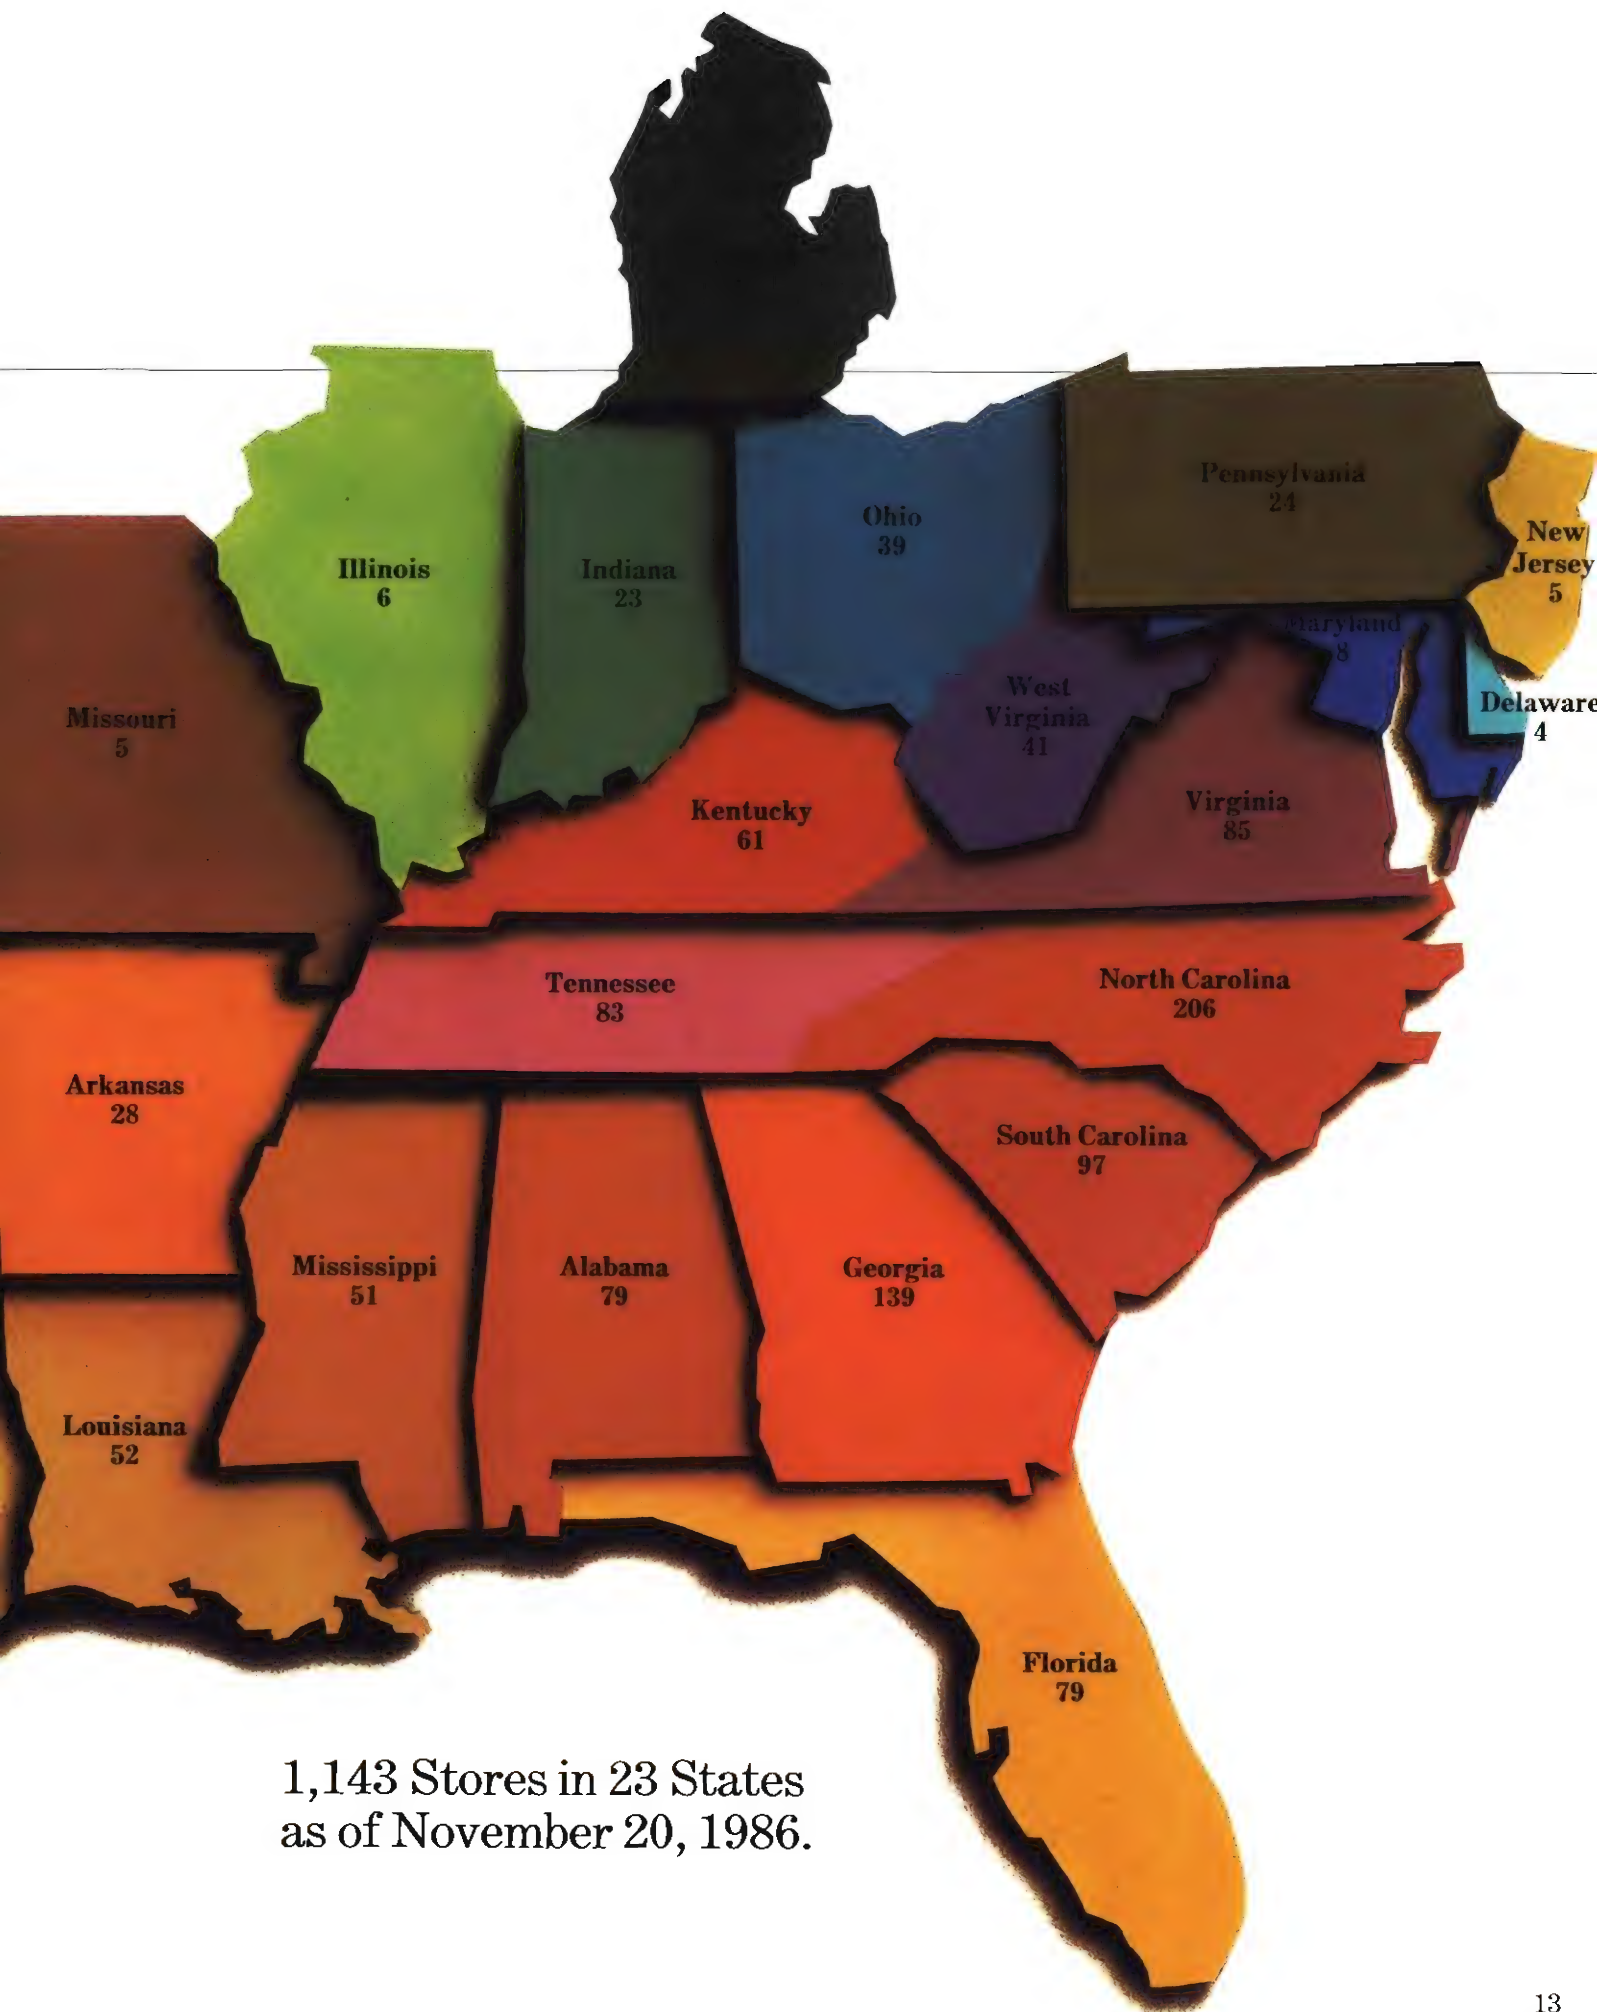 Pennsylvania
24
Ohio
39
New
Jersey
5
Illinois
6
Indiana
23
Maryland
8
West
Virginia
41
Delaware
4
Missouri
5
Kentucky
61
Virginia
85
Tennessee
83
North Carolina
206
Arkansas
28
South Carolina
97
Mississippi
51
Alabama
79
Georgia
139
Louisiana
52
Florida
79
1,143 Stores in 23 States
as of November 20, 1986.
13